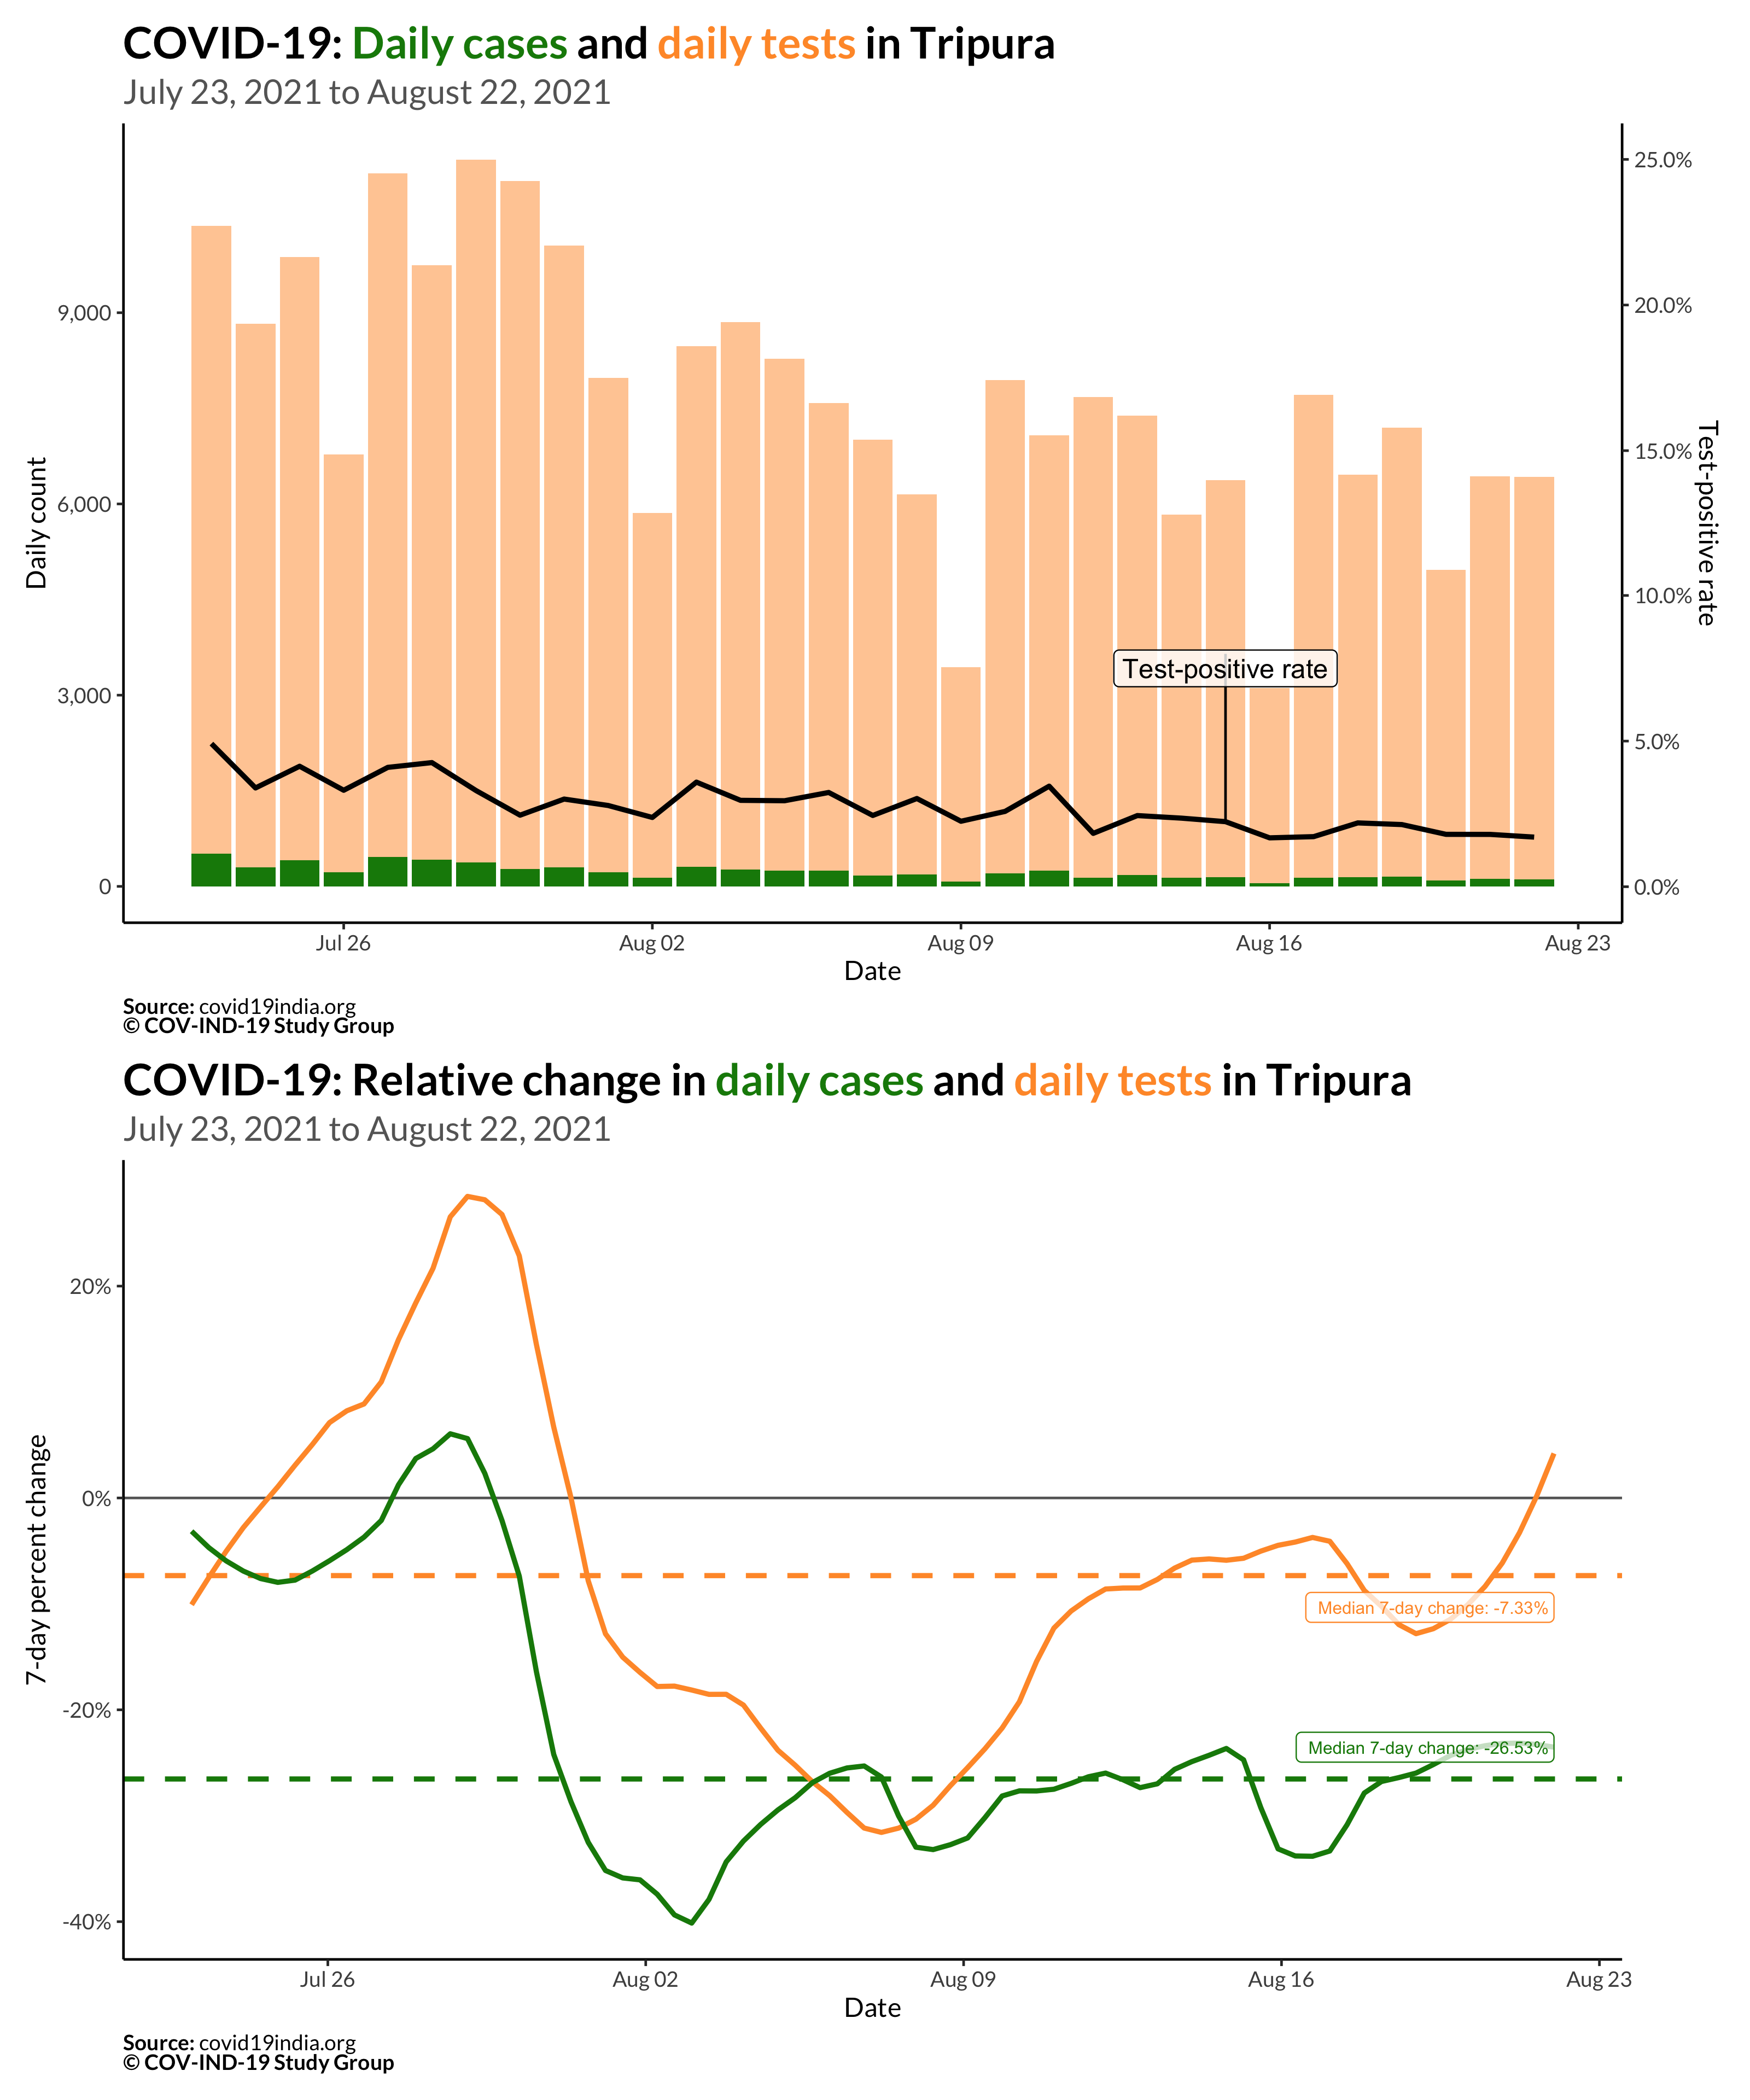 COVID-19: Daily cases and daily tests in Tripura
July 23, 2021 to August 22, 2021
25.0%
20.0%
15.0%
10.0%
5.0%
0.0%
Test-positive rate
9,000
6,000
3,000
0
Daily count
Test-positive rate
Jul 26
Aug 02
Aug 09
Aug 16
Aug 23
Date
Source: covid19india.org
© COV-IND-19 Study Group
COVID-19: Relative change in daily cases and daily tests in Tripura
July 23, 2021 to August 22, 2021
20%
0%
-20%
-40%
7-day percent change
Median 7-day change: -7.33%
Median 7-day change: -26.53%
Jul 26
Aug 02
Aug 09
Aug 16
Aug 23
Date
Source: covid19india.org
© COV-IND-19 Study Group